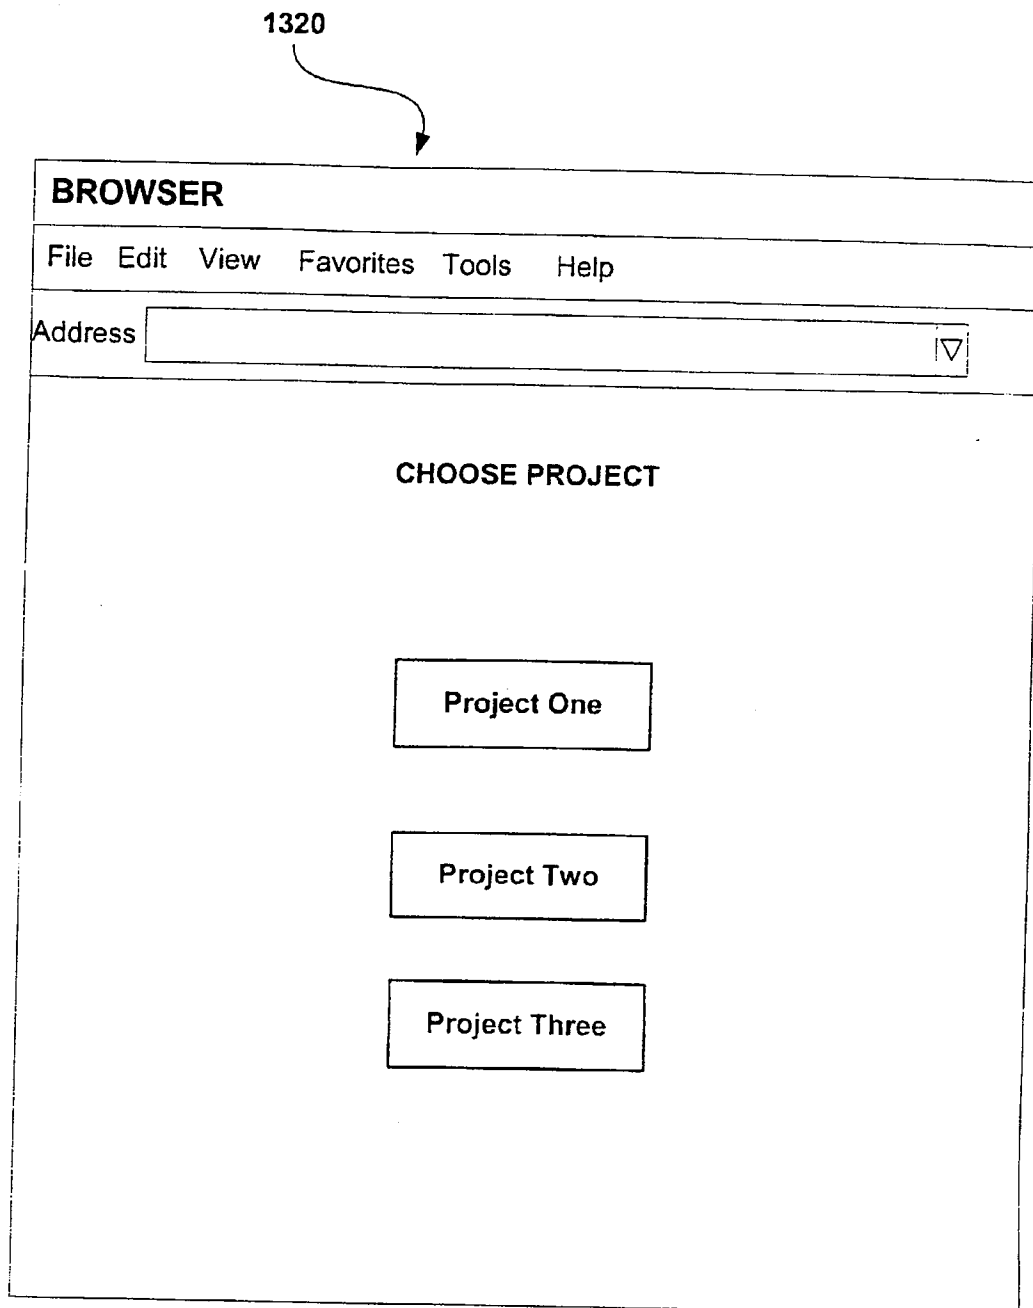 1320
BROWSER
File Edit View Favorites Tools Help
Address
CHOOSE PROJECT
Project One
Project Two
Project Three